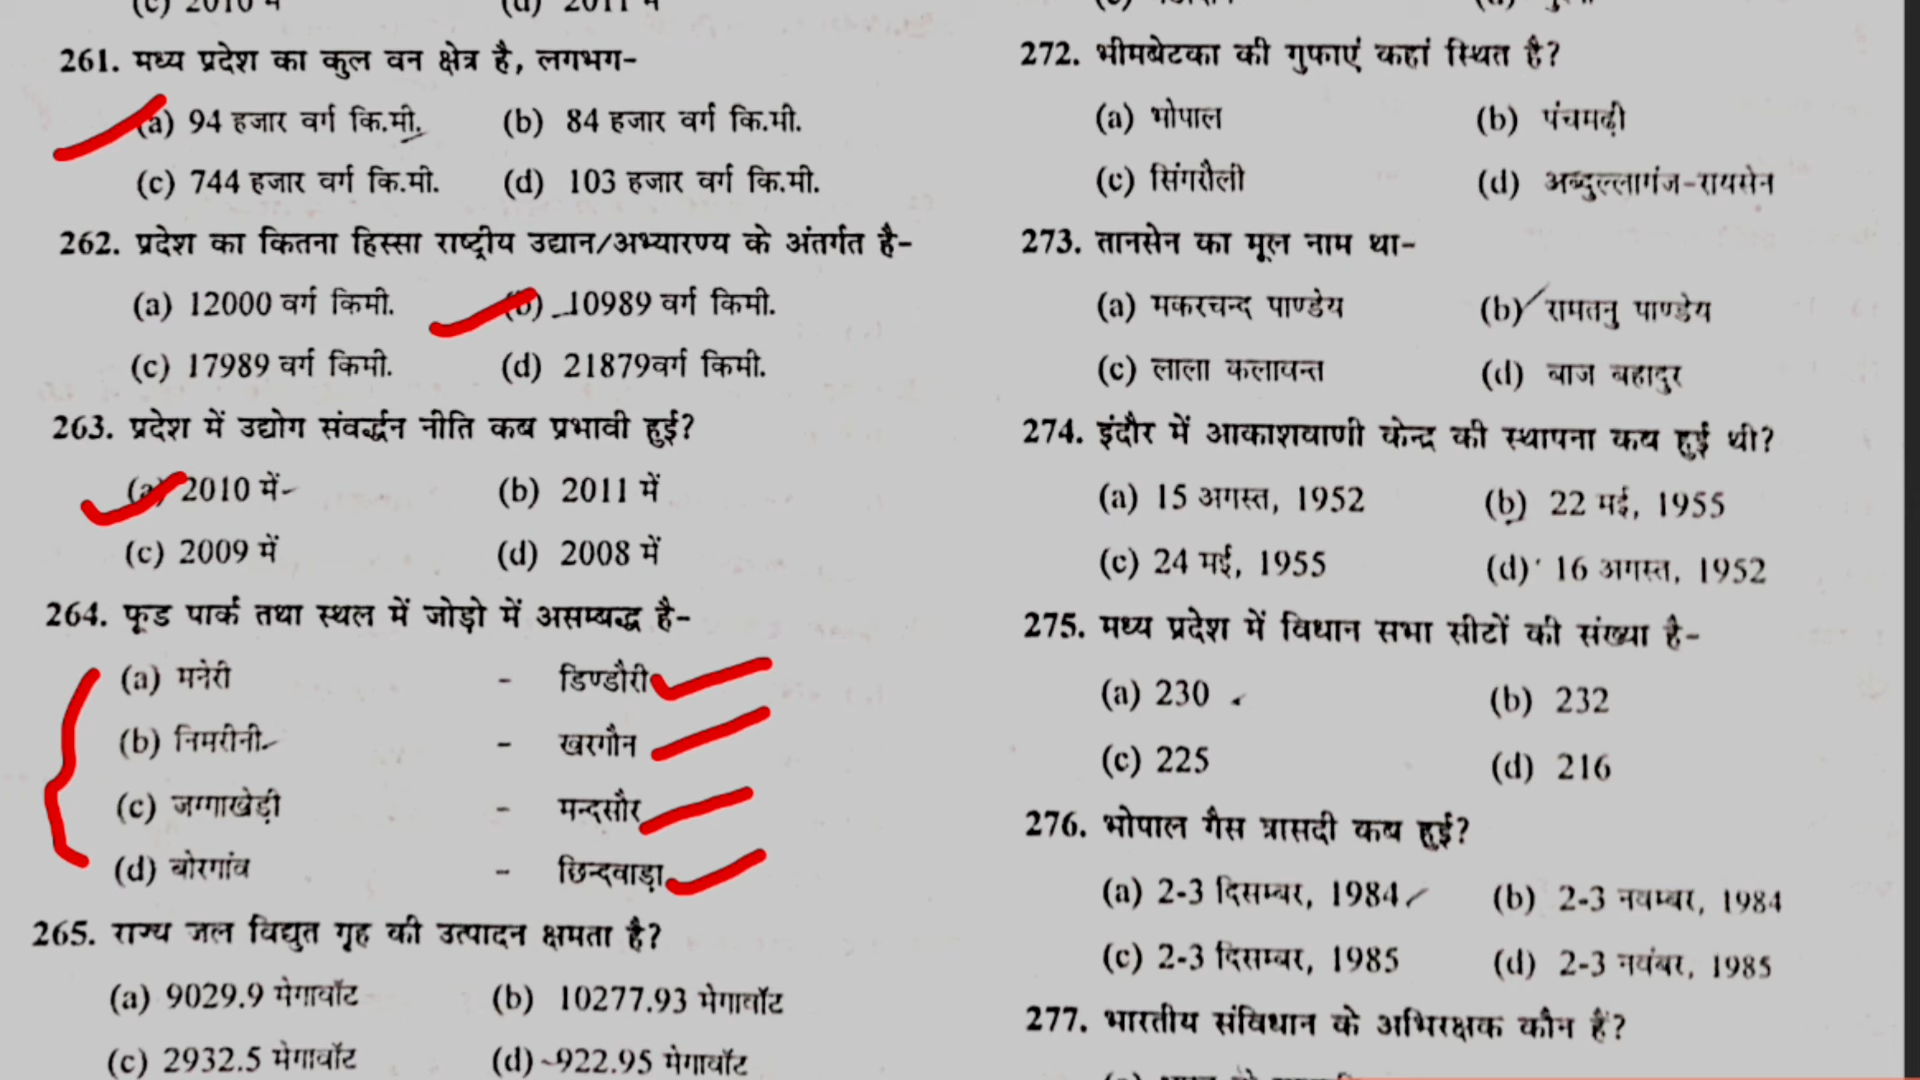 (c) 2010 में (d) 2011 में
261. मध्य प्रदेश का कुल वन क्षेत्र है, लगभग-
(a) 94 हजार वर्ग कि.मी. (b) 84 हजार वर्ग कि.मी.
(c) 744 हजार वर्ग कि.मी. (d) 103 हजार वर्ग कि.मी.
262. प्रदेश का कितना हिस्सा राष्ट्रीय उद्यान/अभ्यारण्य के अंतर्गत है-
(a) 12000 वर्ग किमी. (b) 10989 वर्ग किमी.
(c) 17989 वर्ग किमी. (d) 21879वर्ग किमी.
263. प्रदेश में उद्योग संवर्द्धन नीति कब प्रभावी हुई?
(a) 2010 में (b) 2011 में
(c) 2009 में (d) 2008 में
264. फूड पार्क तथा स्थल में जोड़ो में असम्बद्ध है-
(a) मनेरी - डिण्डौरी
(b) निमरीनी - खरगौन
(c) जग्गाखेड़ी - मन्दसौर
(d) बोरगांव - छिन्दवाड़ा
265. राज्य जल विद्युत गृह की उत्पादन क्षमता है?
(a) 9029.9 मेगावॉट (b) 10277.93 मेगावॉट
(c) 2932.5 मेगावॉट (d) 922.95 मेगावॉट
272. भीमबेटका की गुफाएं कहां स्थित है?
(a) भोपाल (b) पंचमढ़ी
(c) सिंगरौली (d) अब्दुल्लागंज-रायसेन
273. तानसेन का मूल नाम था-
(a) मकरचन्द पाण्डेय (b) रामतनु पाण्डेय
(c) लाला कलावन्त (d) बाज बहादुर
274. इंदौर में आकाशवाणी केन्द्र की स्थापना कब हुई थी?
(a) 15 अगस्त, 1952 (b) 22 मई, 1955
(c) 24 मई, 1955 (d) 16 अगस्त, 1952
275. मध्य प्रदेश में विधान सभा सीटों की संख्या है-
(a) 230 (b) 232
(c) 225 (d) 216
276. भोपाल गैस त्रासदी कब हुई?
(a) 2-3 दिसम्बर, 1984 (b) 2-3 नवम्बर, 1984
(c) 2-3 दिसम्बर, 1985 (d) 2-3 नवंबर, 1985
277. भारतीय संविधान के अभिरक्षक कौन हैं?